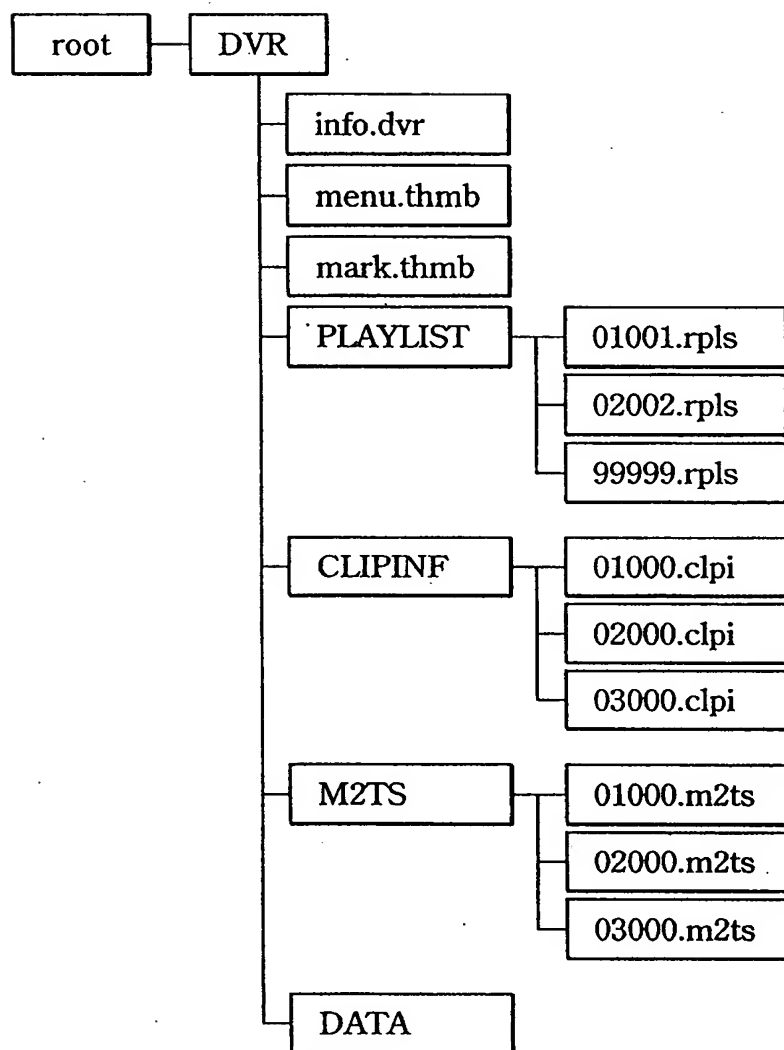 root DVR
info.dvr
menu.thmb
mark.thmb
PLAYLIST 01001.rpls
02002.rpls
99999.rpls
CLIPINF 01000.clpi
02000.clpi
03000.clpi
M2TS 01000.m2ts
02000.m2ts
03000.m2ts
DATA